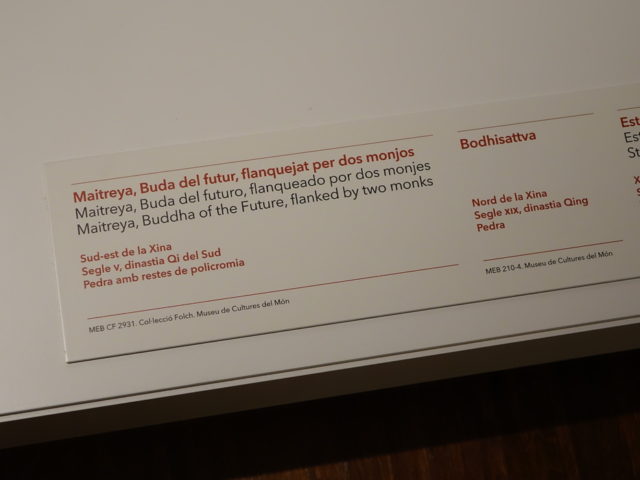 Maitreya, Buda del futur, flanquejat per dos monjos
Maitreya, Buda del futuro, flanqueado por dos monjes
Maitreya, Buddha of the Future, flanked by two monks
Sud-est de la Xina
Segle V, dinastia Qi del Sud
Pedra amb restes de policromia
MEB CF 2931. Col·lecció Folch. Museu de Cultures del Món
Bodhisattva
Nord de la Xina
Segle XIX, dinastia Qing
Pedra
MEB 210-4. Museu de Cultures del Món